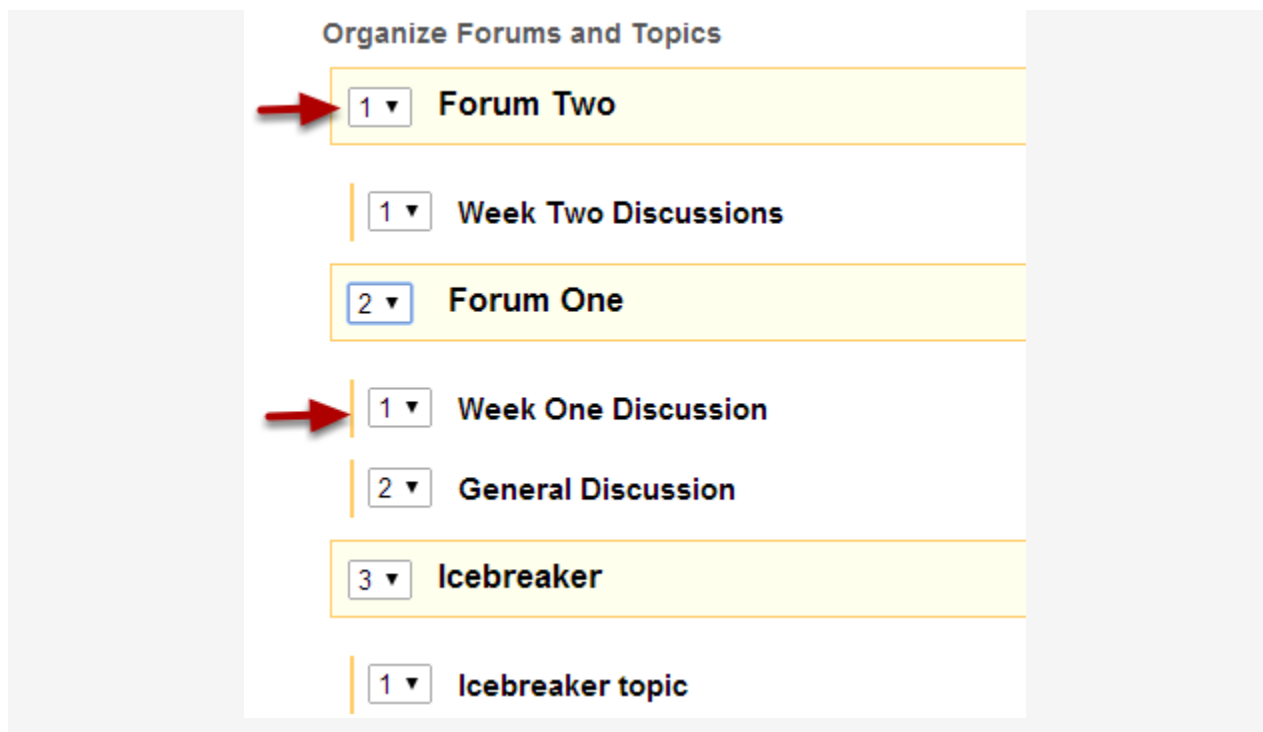 Organize Forums and Topics
1 ▼ Forum Two
1 ▼ Week Two Discussions
2 ▼ Forum One
1 ▼ Week One Discussion
2 ▼ General Discussion
3 ▼ Icebreaker
1 ▼ Icebreaker topic